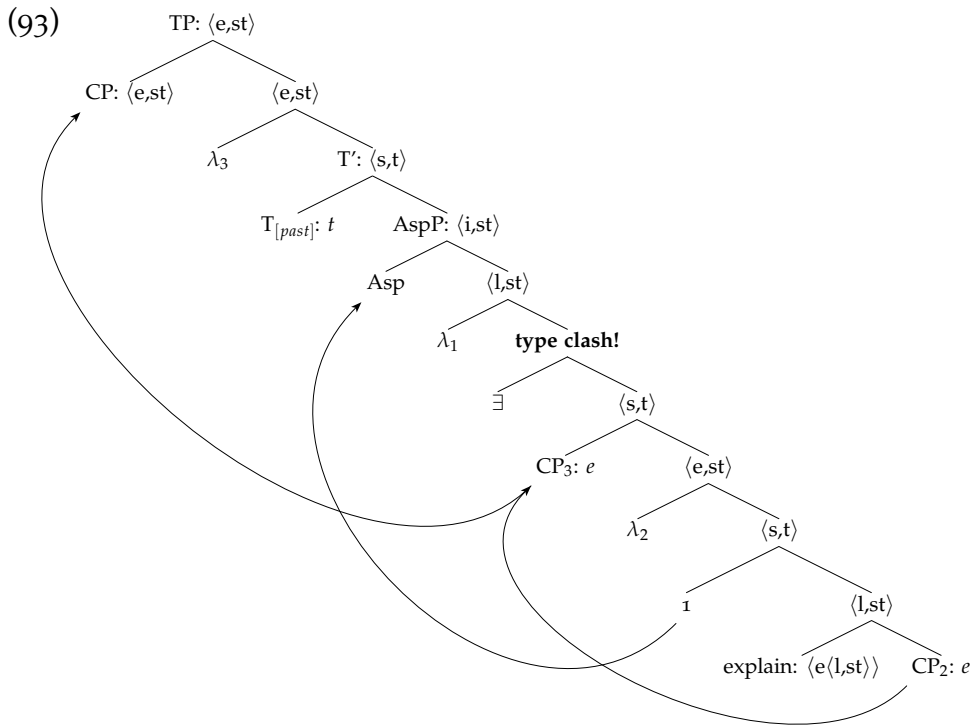 (93)
TP: ⟨e,st⟩
CP: ⟨e,st⟩ ⟨e,st⟩
λ3 T’: ⟨s,t⟩
T[past]: t AspP: ⟨i,st⟩
Asp ⟨l,st⟩
λ1 type clash!
∃ ⟨s,t⟩
CP3: e ⟨e,st⟩
λ2 ⟨s,t⟩
1 ⟨l,st⟩
explain: ⟨e⟨l,st⟩⟩ CP2: e